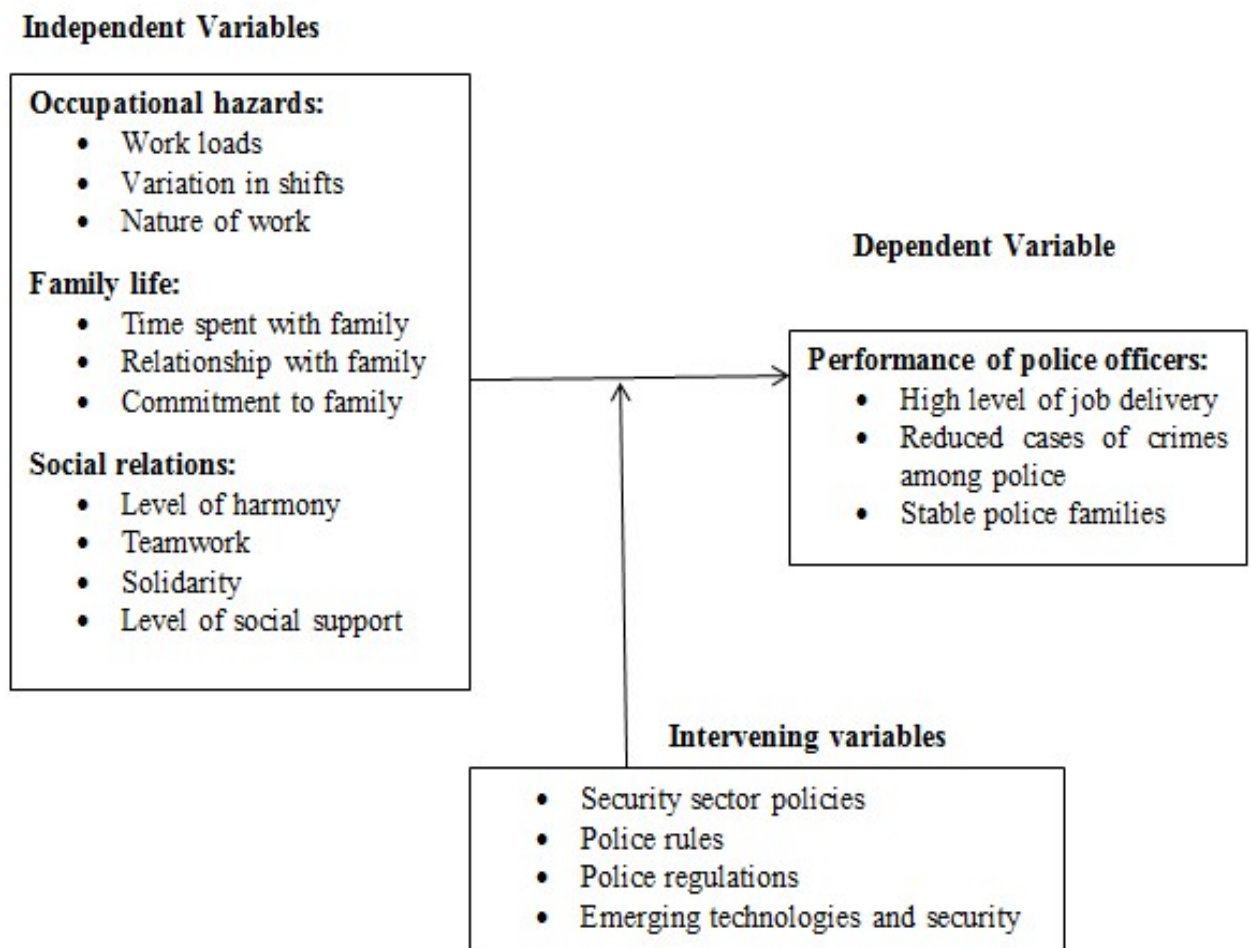 Independent Variables
Occupational hazards:
• Work loads
• Variation in shifts
• Nature of work
Family life:
• Time spent with family
• Relationship with family
• Commitment to family
Social relations:
• Level of harmony
• Teamwork
• Solidarity
• Level of social support
Dependent Variable
Performance of police officers:
• High level of job delivery
• Reduced cases of crimes
among police
• Stable police families
Intervening variables
• Security sector policies
• Police rules
• Police regulations
• Emerging technologies and security